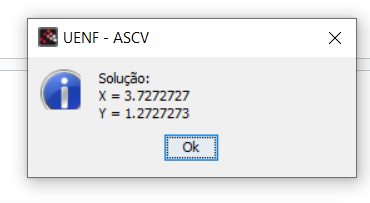 UENF - ASCV
Solução:
X = 3.7272727
Y = 1.2727273
Ok